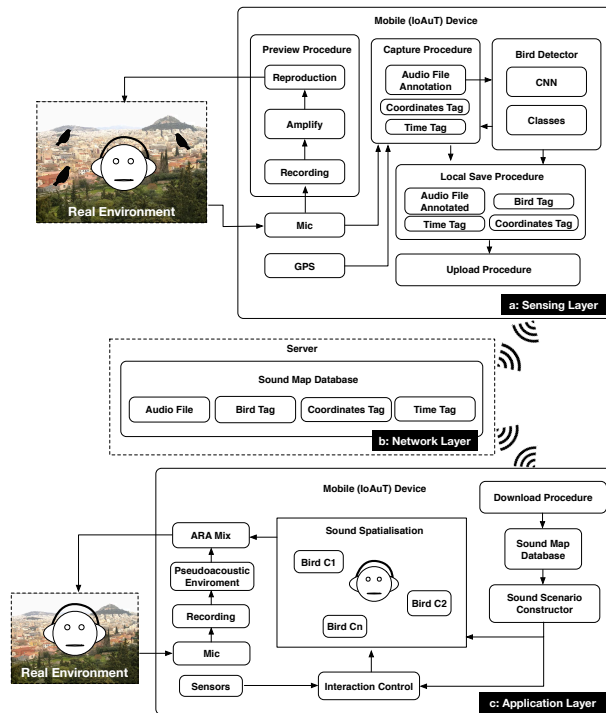 Mobile (IoAuT) Device
Preview Procedure
Reproduction
Amplify
Recording
Capture Procedure
Audio File
Annotation
Coordinates Tag
Time Tag
Bird Detector
CNN
Classes
Real Environment
Mic
GPS
Local Save Procedure
Audio File
Annotated
Bird Tag
Time Tag
Coordinates Tag
Upload Procedure
a: Sensing Layer
Server
Sound Map Database
Audio File
Bird Tag
Coordinates Tag
Time Tag
b: Network Layer
Mobile (IoAuT) Device
Download Procedure
Sound Map
Database
Sound Scenario
Constructor
Sound Spatialisation
Bird C1
Bird C2
Bird Cn
ARA Mix
Pseudoacoustic
Enviroment
Recording
Mic
Real Environment
Sensors
Interaction Control
c: Application Layer